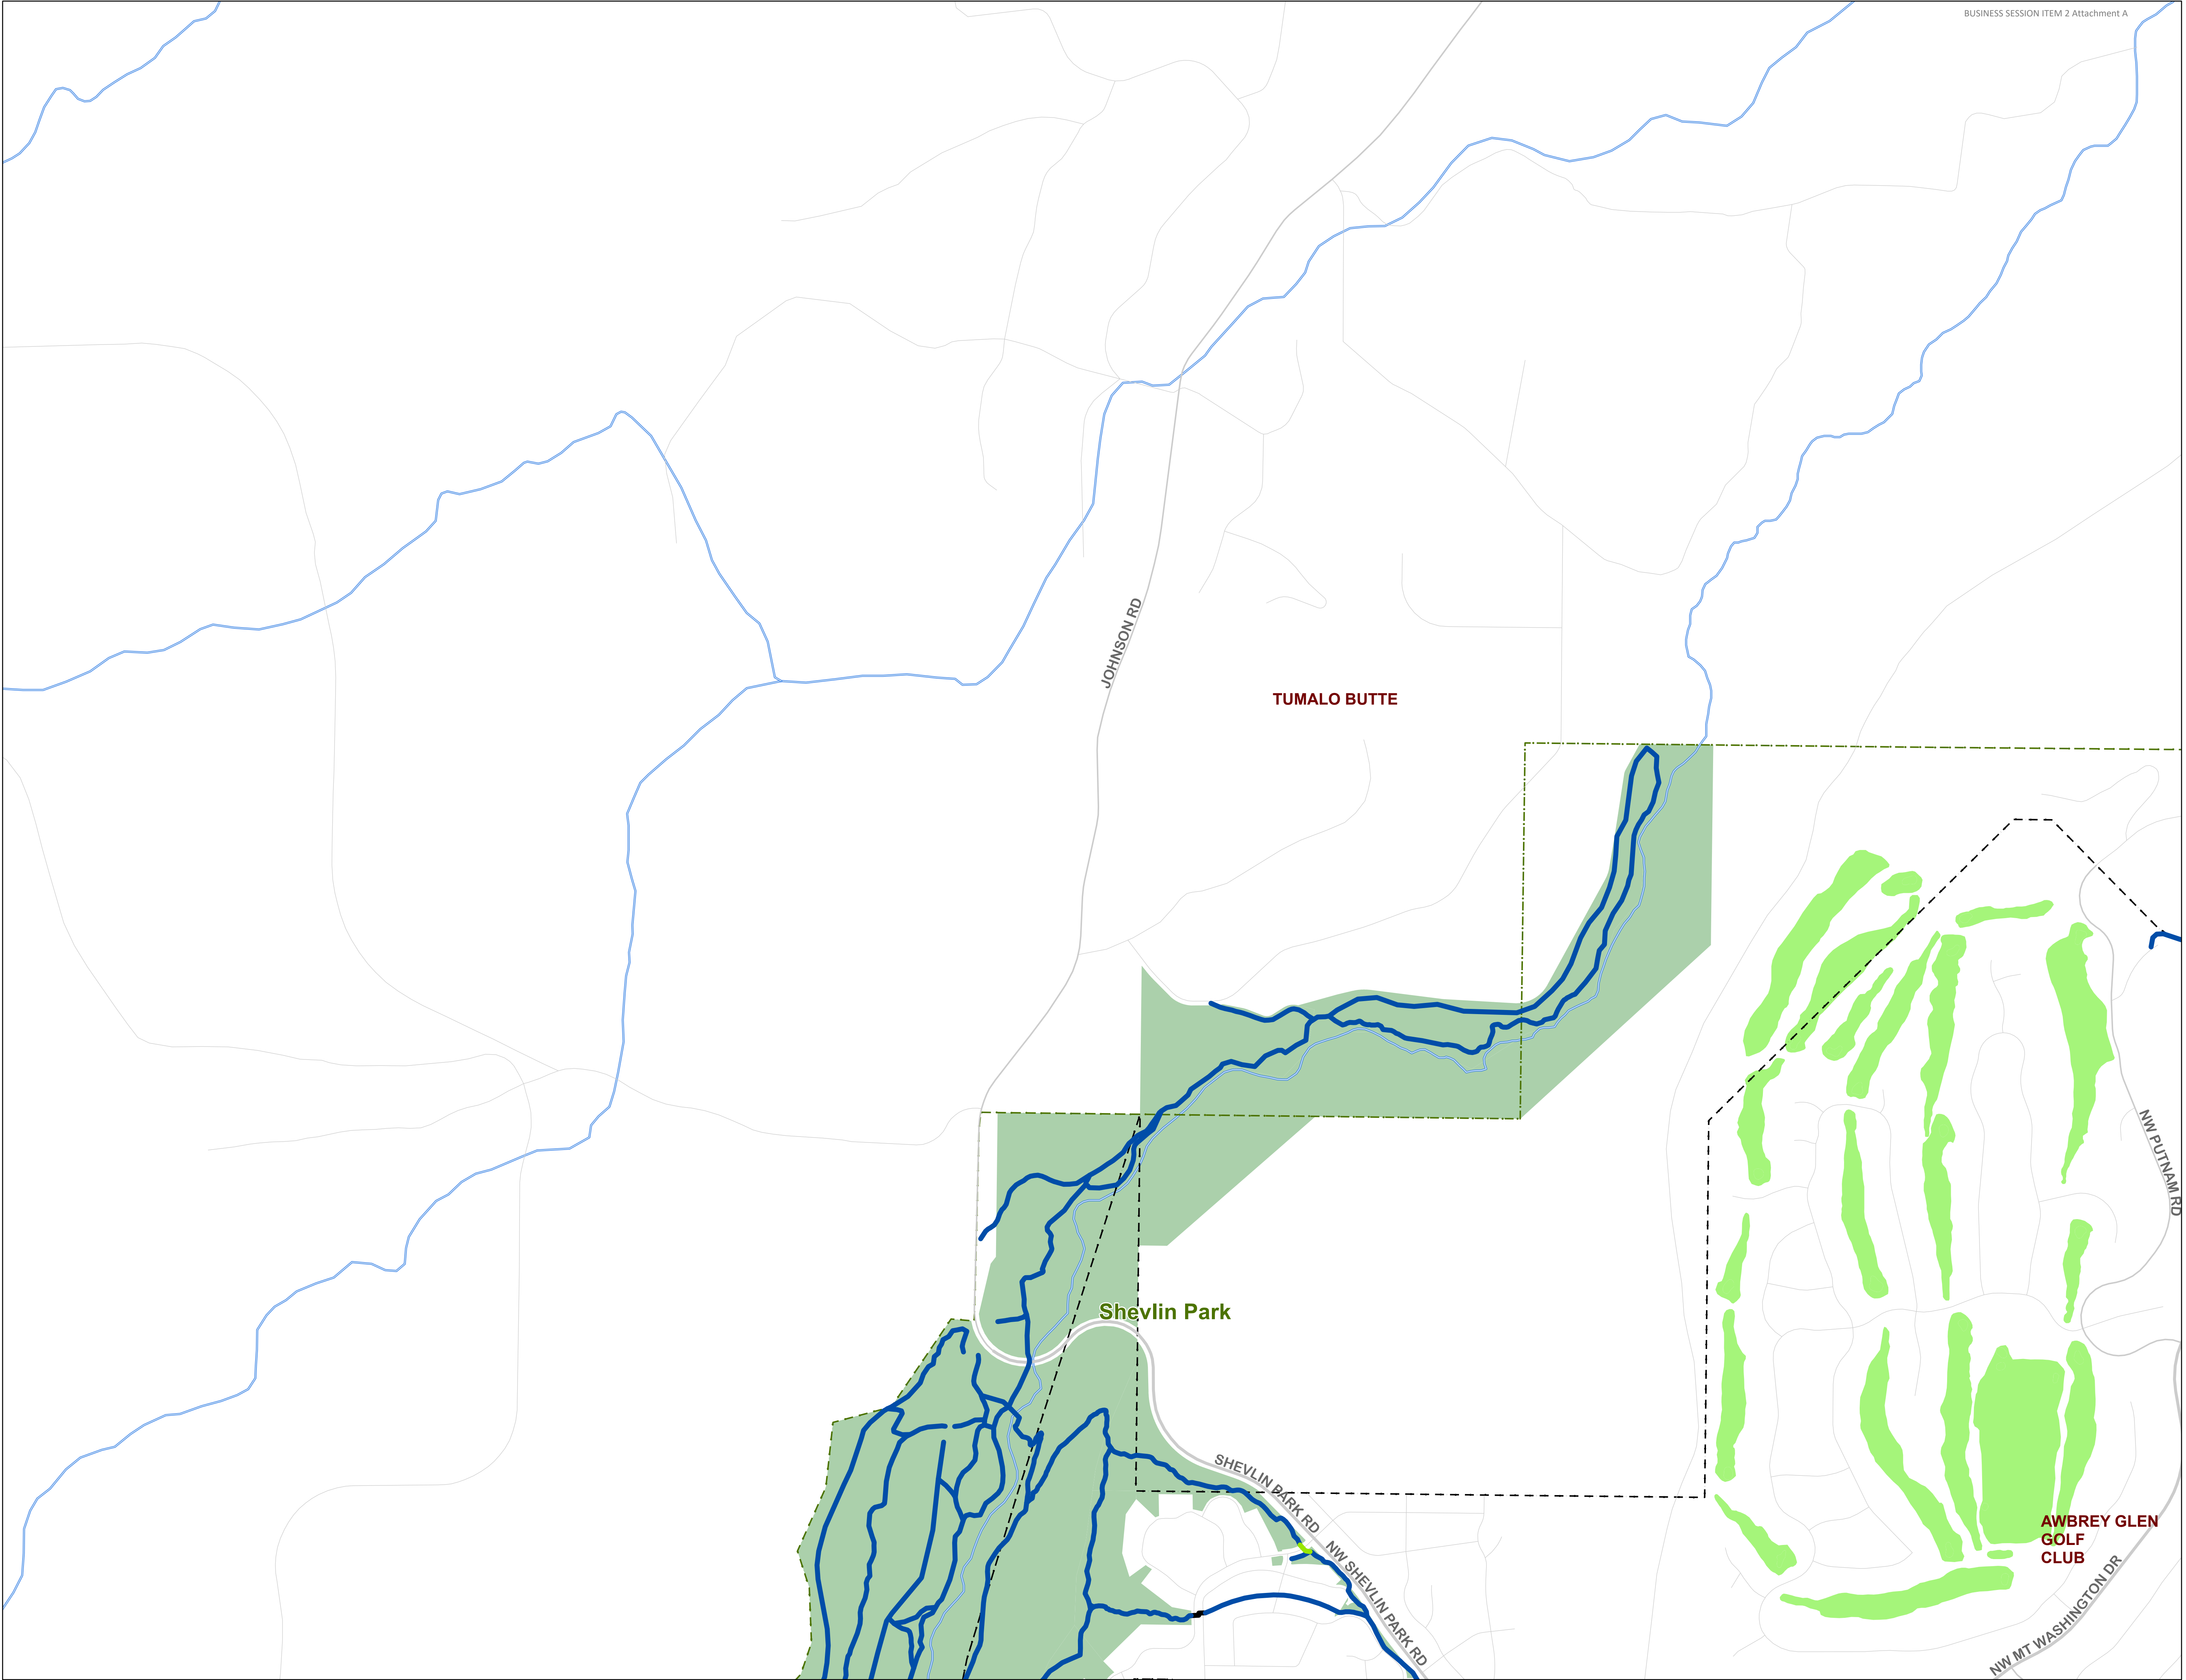 BUSINESS SESSION ITEM 2 Attachment A
JOHNSON RD
TUMALO BUTTE
NW PUTNAM RD
Shevlin Park
SHEVLIN PARK RD
NW SHEVLIN PARK RD
AWBREY GLEN
GOLF
CLUB
NW MT WASHINGTON DR